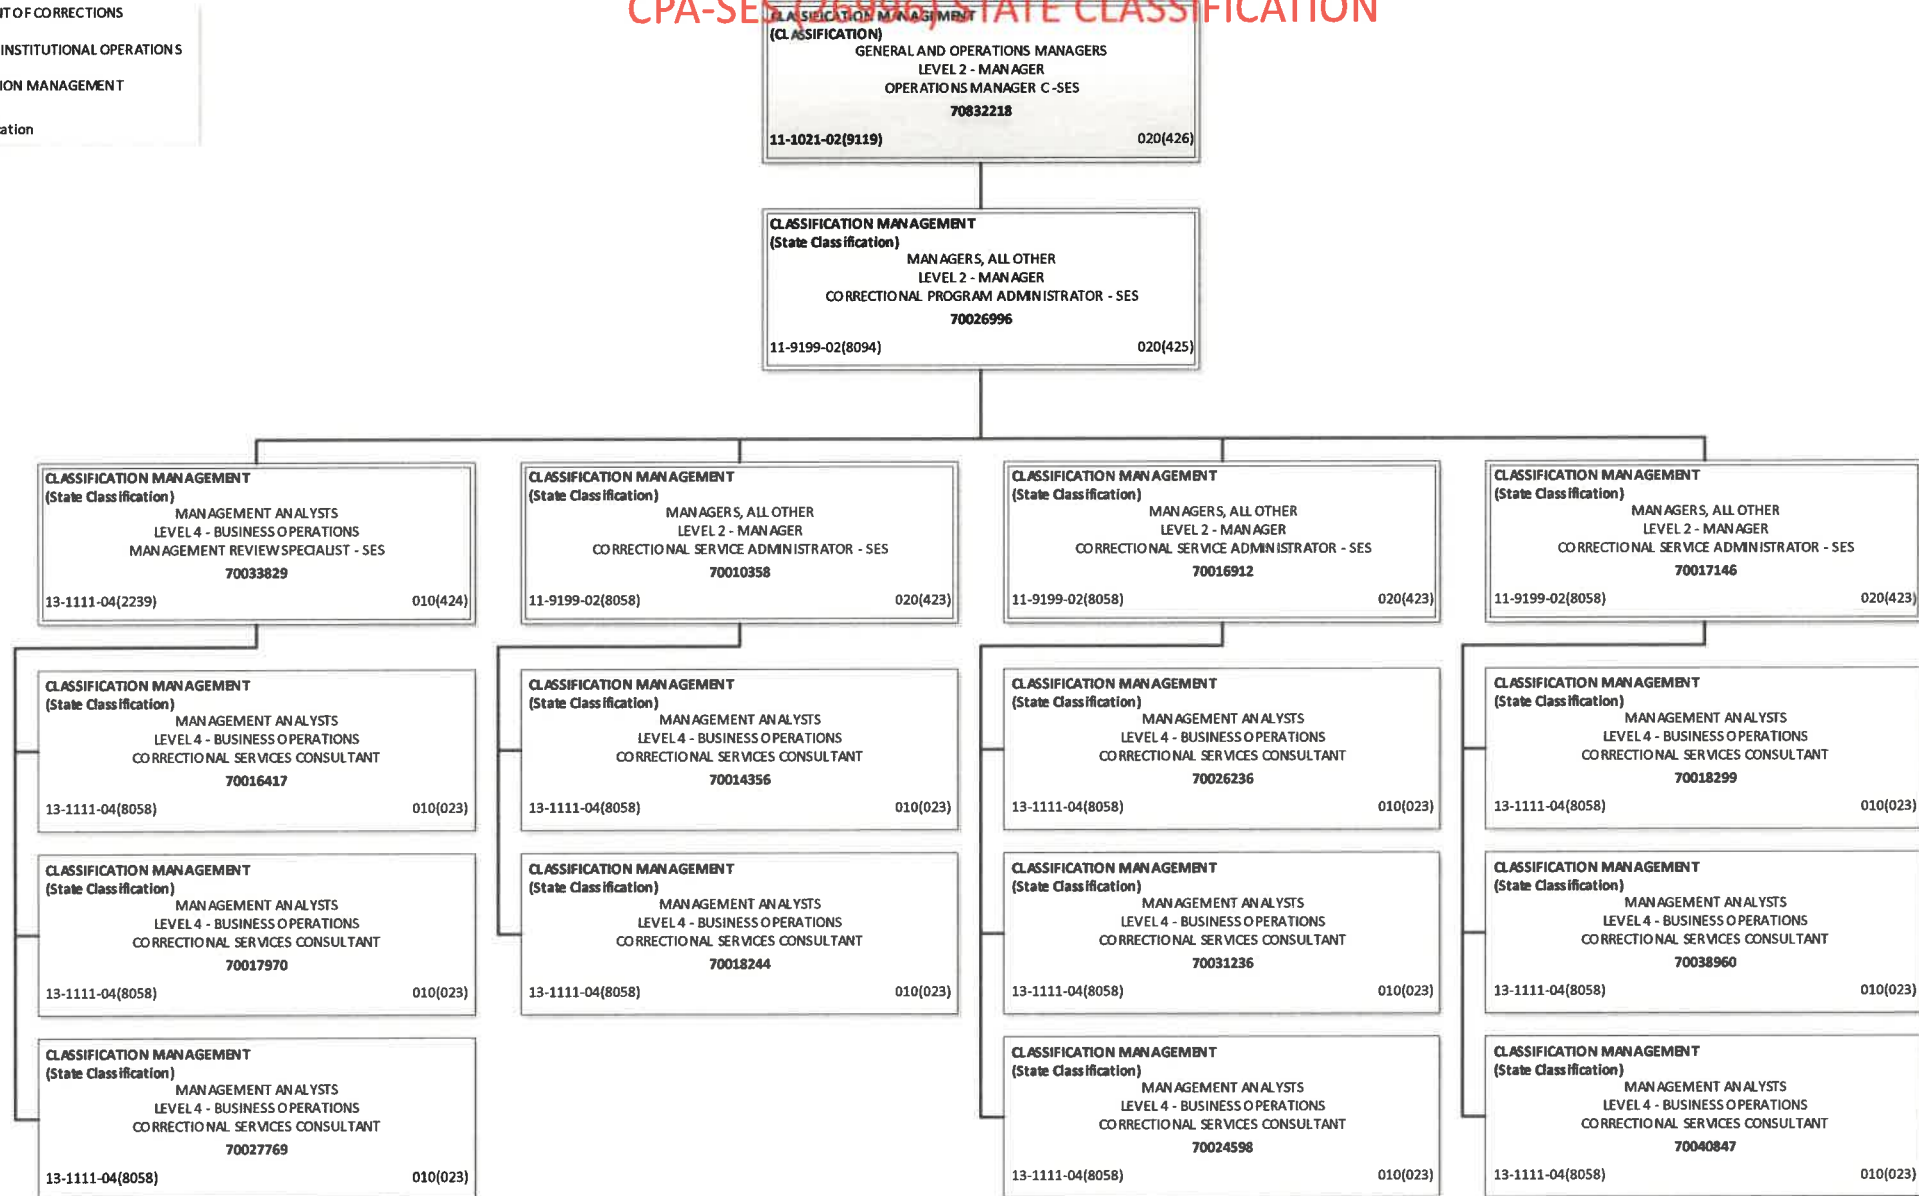 CPA-SES (26996) STATE CLASSIFICATION
T OF CORRECTIONS
INSTITUTIONAL OPERATIONS
ION MANAGEMENT
ation
CLASSIFICATION MANAGEMENT
(CLASSIFICATION)
GENERAL AND OPERATIONS MANAGERS
LEVEL 2 - MANAGER
OPERATIONS MANAGER C -SES
70832218
11-1021-02(9119) 020(426)
CLASSIFICATION MANAGEMENT
(State Classification)
MANAGERS, ALL OTHER
LEVEL 2 - MANAGER
CORRECTIONAL PROGRAM ADMINISTRATOR - SES
70026996
11-9199-02(8094) 020(425)
CLASSIFICATION MANAGEMENT
(State Classification)
MANAGEMENT ANALYSTS
LEVEL 4 - BUSINESS OPERATIONS
MANAGEMENT REVIEW SPECIALIST - SES
70033829
13-1111-04(2239) 010(424)
CLASSIFICATION MANAGEMENT
(State Classification)
MANAGERS, ALL OTHER
LEVEL 2 - MANAGER
CORRECTIONAL SERVICE ADMINISTRATOR - SES
70010358
11-9199-02(8058) 020(423)
CLASSIFICATION MANAGEMENT
(State Classification)
MANAGERS, ALL OTHER
LEVEL 2 - MANAGER
CORRECTIONAL SERVICE ADMINISTRATOR - SES
70016912
11-9199-02(8058) 020(423)
CLASSIFICATION MANAGEMENT
(State Classification)
MANAGERS, ALL OTHER
LEVEL 2 - MANAGER
CORRECTIONAL SERVICE ADMINISTRATOR - SES
70017146
11-9199-02(8058) 020(423)
CLASSIFICATION MANAGEMENT
(State Classification)
MANAGEMENT ANALYSTS
LEVEL 4 - BUSINESS OPERATIONS
CORRECTIONAL SERVICES CONSULTANT
70016417
13-1111-04(8058) 010(023)
CLASSIFICATION MANAGEMENT
(State Classification)
MANAGEMENT ANALYSTS
LEVEL 4 - BUSINESS OPERATIONS
CORRECTIONAL SERVICES CONSULTANT
70014356
13-1111-04(8058) 010(023)
CLASSIFICATION MANAGEMENT
(State Classification)
MANAGEMENT ANALYSTS
LEVEL 4 - BUSINESS OPERATIONS
CORRECTIONAL SERVICES CONSULTANT
70026236
13-1111-04(8058) 010(023)
CLASSIFICATION MANAGEMENT
(State Classification)
MANAGEMENT ANALYSTS
LEVEL 4 - BUSINESS OPERATIONS
CORRECTIONAL SERVICES CONSULTANT
70018299
13-1111-04(8058) 010(023)
CLASSIFICATION MANAGEMENT
(State Classification)
MANAGEMENT ANALYSTS
LEVEL 4 - BUSINESS OPERATIONS
CORRECTIONAL SERVICES CONSULTANT
70017970
13-1111-04(8058) 010(023)
CLASSIFICATION MANAGEMENT
(State Classification)
MANAGEMENT ANALYSTS
LEVEL 4 - BUSINESS OPERATIONS
CORRECTIONAL SERVICES CONSULTANT
70018244
13-1111-04(8058) 010(023)
CLASSIFICATION MANAGEMENT
(State Classification)
MANAGEMENT ANALYSTS
LEVEL 4 - BUSINESS OPERATIONS
CORRECTIONAL SERVICES CONSULTANT
70031236
13-1111-04(8058) 010(023)
CLASSIFICATION MANAGEMENT
(State Classification)
MANAGEMENT ANALYSTS
LEVEL 4 - BUSINESS OPERATIONS
CORRECTIONAL SERVICES CONSULTANT
70038960
13-1111-04(8058) 010(023)
CLASSIFICATION MANAGEMENT
(State Classification)
MANAGEMENT ANALYSTS
LEVEL 4 - BUSINESS OPERATIONS
CORRECTIONAL SERVICES CONSULTANT
70027769
13-1111-04(8058) 010(023)
CLASSIFICATION MANAGEMENT
(State Classification)
MANAGEMENT ANALYSTS
LEVEL 4 - BUSINESS OPERATIONS
CORRECTIONAL SERVICES CONSULTANT
70024598
13-1111-04(8058) 010(023)
CLASSIFICATION MANAGEMENT
(State Classification)
MANAGEMENT ANALYSTS
LEVEL 4 - BUSINESS OPERATIONS
CORRECTIONAL SERVICES CONSULTANT
70040847
13-1111-04(8058) 010(023)